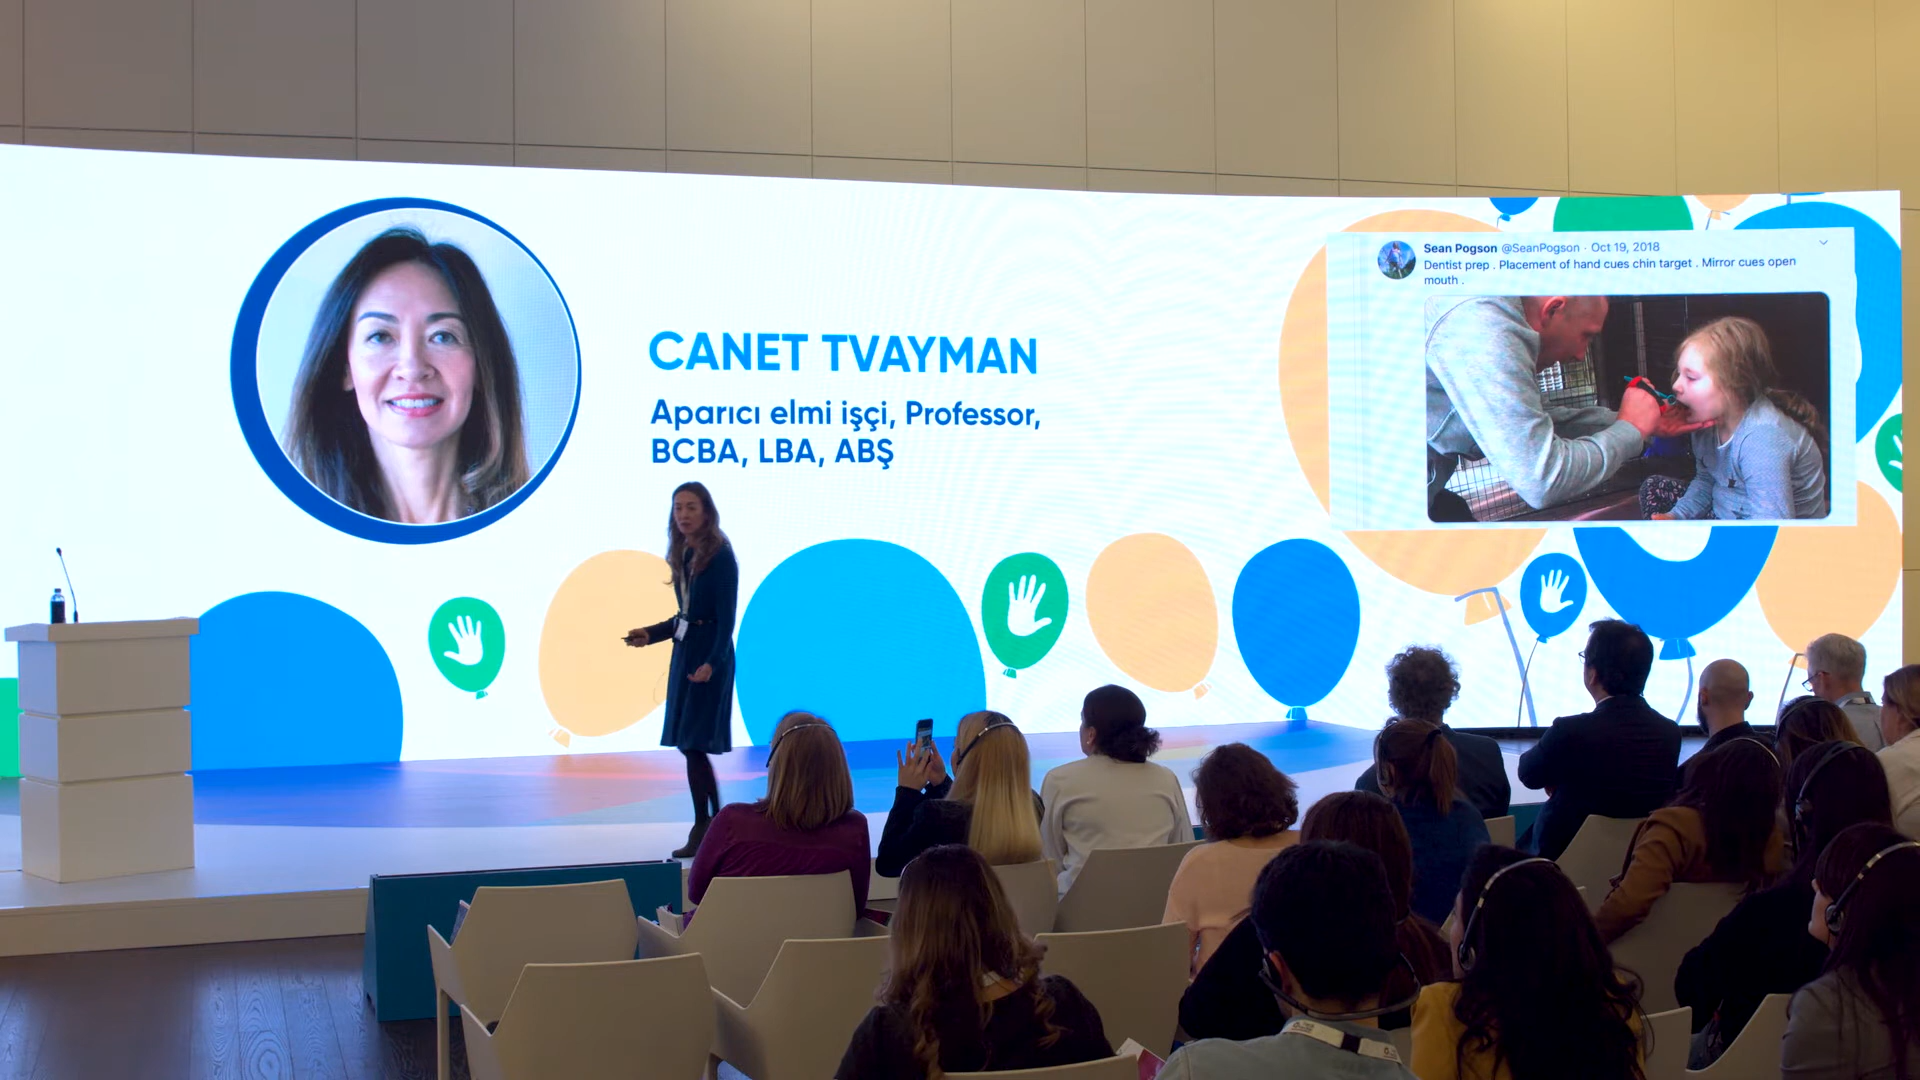 CANET TVAYMAN
Aparıcı elmi işçi, Professor,
BCBA, LBA, ABŞ
Sean Pogson @SeanPogson · Oct 19, 2018
Dentist prep . Placement of hand cues chin target . Mirror cues open
mouth .